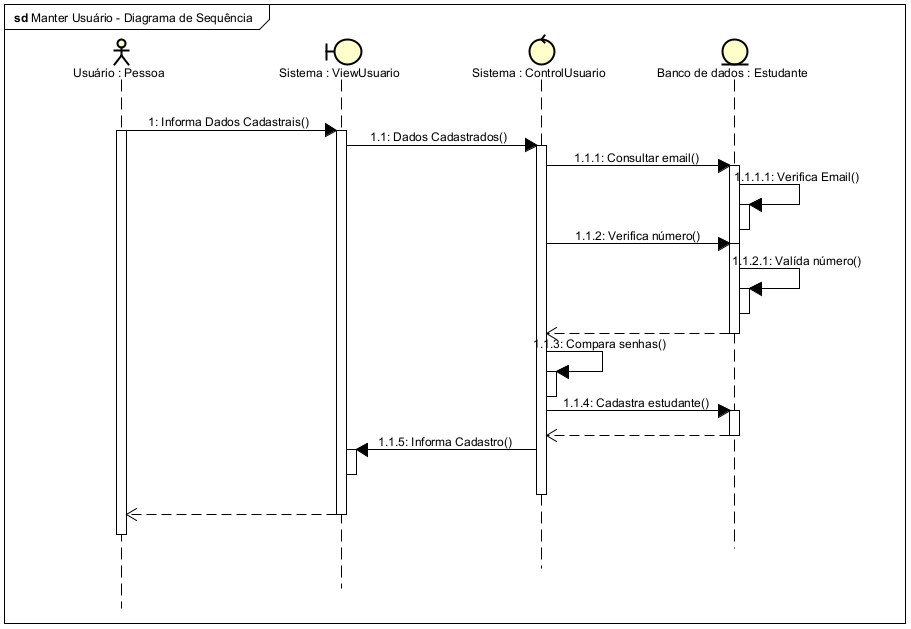 sd Manter Usuário - Diagrama de Sequência
Usuário : Pessoa
Sistema : ViewUsuario
Sistema : ControlUsuario
Banco de dados : Estudante
1: Informa Dados Cadastrais()
1.1: Dados Cadastrados()
1.1.1: Consultar email()
1.1.1.1: Verifica Email()
1.1.2: Verifica número()
1.1.2.1: Valída número()
1.1.3: Compara senhas()
1.1.4: Cadastra estudante()
1.1.5: Informa Cadastro()